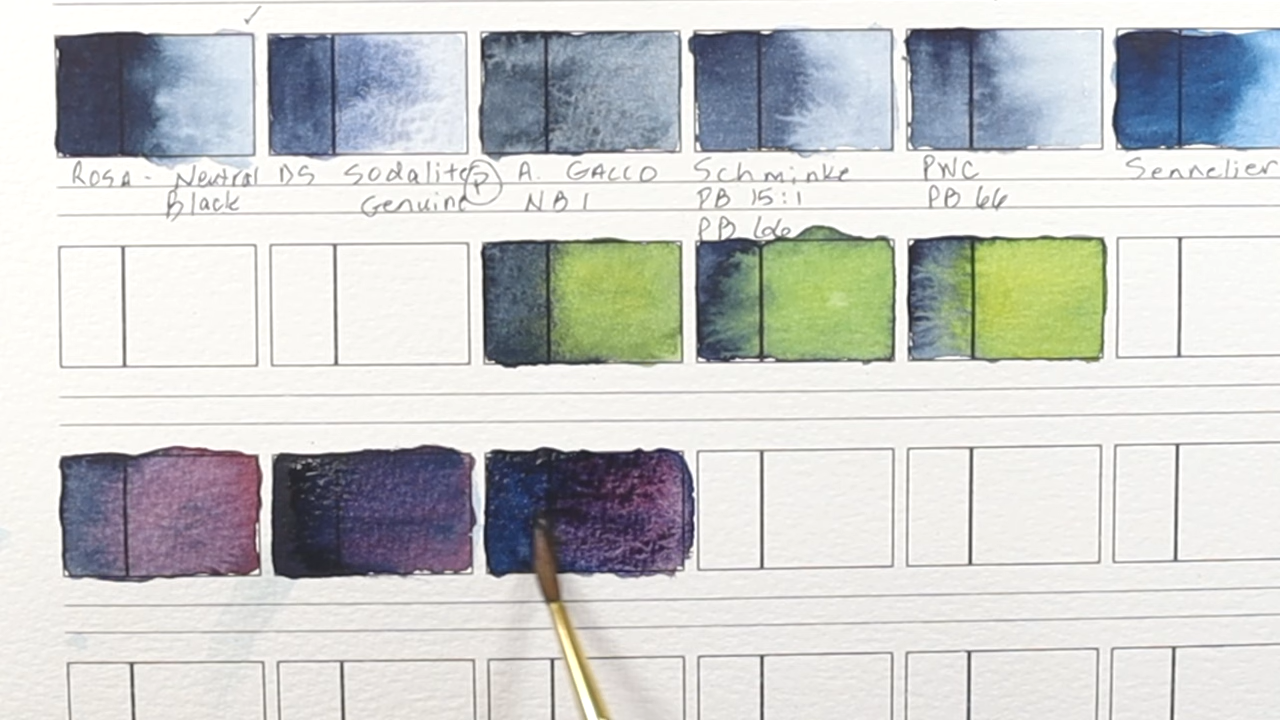 ROSA - Neutral Black
DS Sodalite Genuine
P
A. GALLO
NB1
Schminke
PB 15:1
PB 66
PWC
PB 66
Sennelier